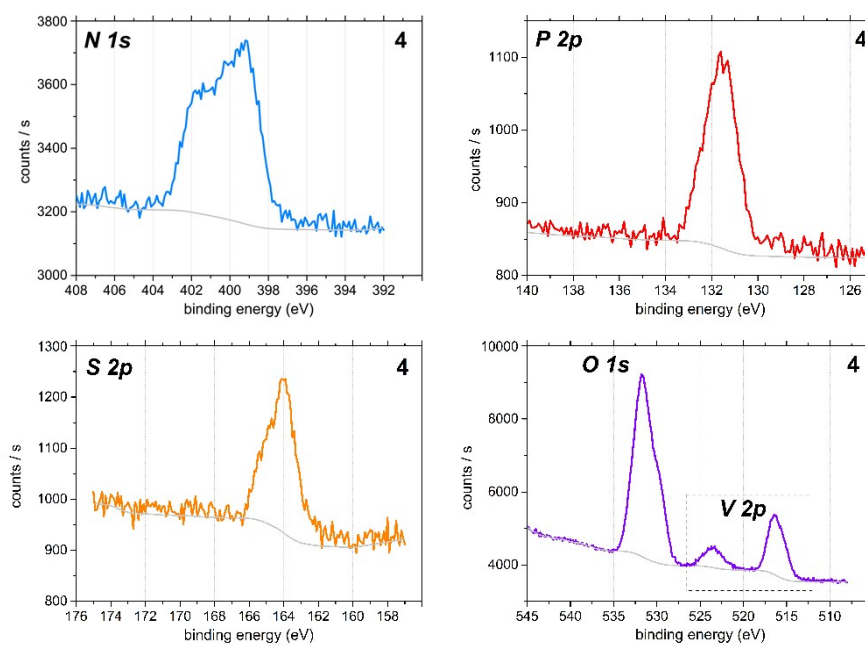 N 1s
4
3800
3600
3400
3200
3000
counts / s
408 406 404 402 400 398 396 394 392
binding energy (eV)
P 2p
4
1100
1000
900
800
counts / s
140 138 136 134 132 130 128 126
binding energy (eV)
S 2p
4
1300
1200
1100
1000
900
800
counts / s
176 174 172 170 168 166 164 162 160 158
binding energy (eV)
O 1s
4
V 2p
10000
8000
6000
4000
counts / s
545 540 535 530 525 520 515 510 505
binding energy (eV)